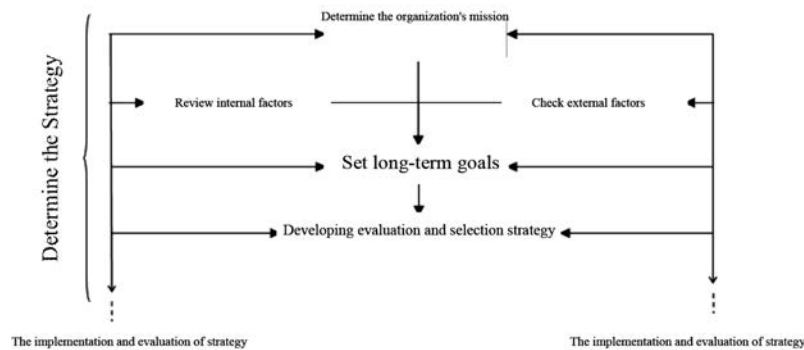 Determine the organization's mission
Determine the Strategy
Review internal factors
Check external factors
Set long-term goals
Developing evaluation and selection strategy
The implementation and evaluation of strategy
The implementation and evaluation of strategy